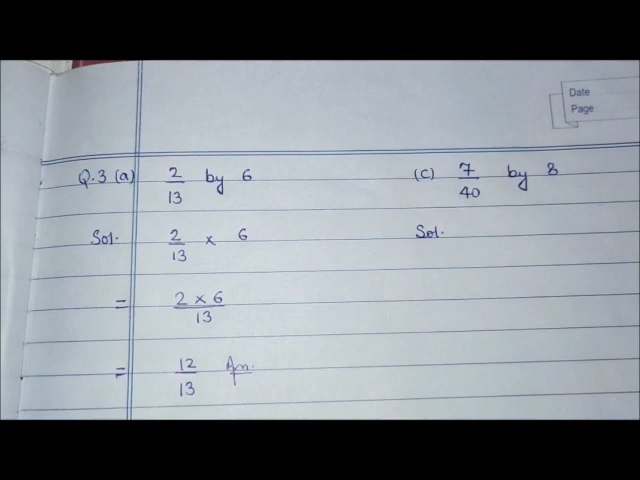 Date
Page
Q.3 (a) 2/13 by 6
Sol. 2/13 × 6
= 2 × 6/13
= 12/13 An.
(C) 7/40 by 8
Sol.